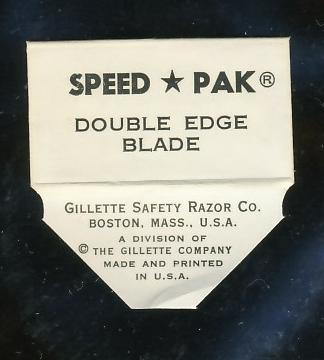 SPEED ★ PAK®
DOUBLE EDGE
BLADE
GILLETTE SAFETY RAZOR CO.
BOSTON, MASS., U.S.A.
A DIVISION OF
© THE GILLETTE COMPANY
MADE AND PRINTED
IN U.S.A.